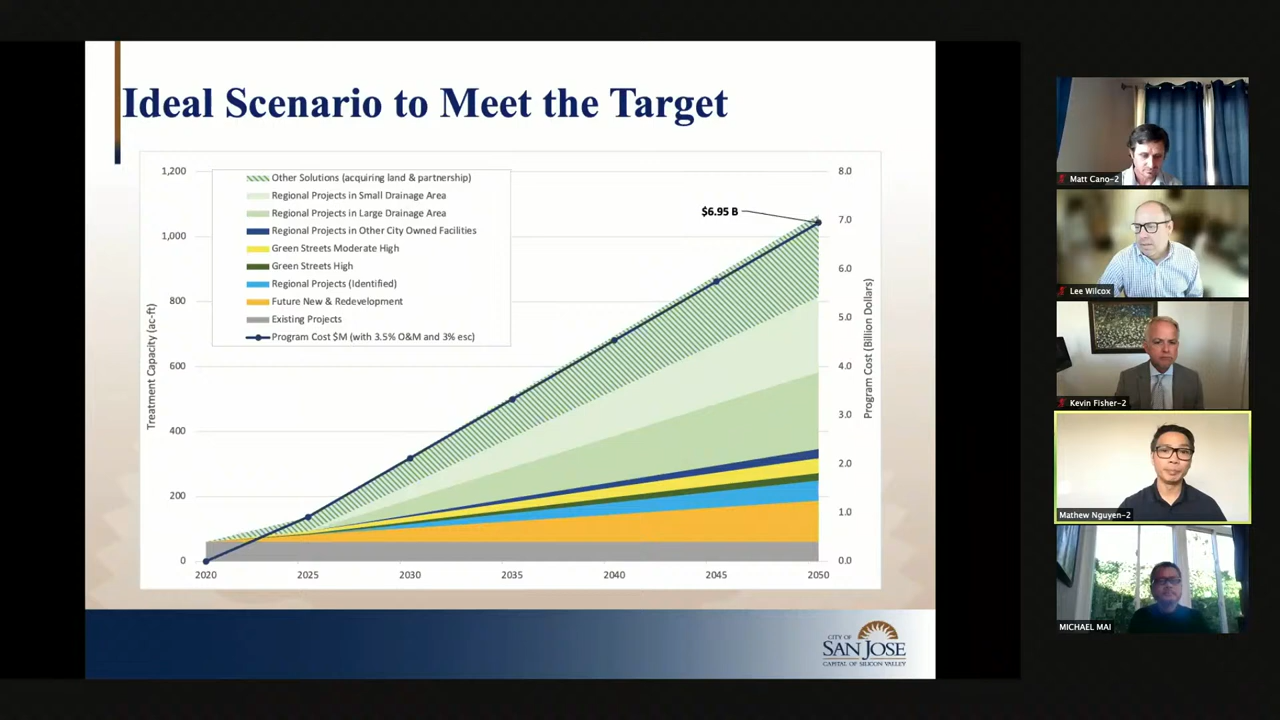 Ideal Scenario to Meet the Target
1,200
1,000
800
600
400
200
0
Treatment Capacity (ac-ft)
Other Solutions (acquiring land & partnership)
Regional Projects in Small Drainage Area
Regional Projects in Large Drainage Area
Regional Projects in Other City Owned Facilities
Green Streets Moderate High
Green Streets High
Regional Projects (Identified)
Future New & Redevelopment
Existing Projects
Program Cost $M (with 3.5% O&M and 3% esc)
$6.95 B
8.0
7.0
6.0
5.0
4.0
3.0
2.0
1.0
0.0
Program Cost (Billion Dollars)
2020
2025
2030
2035
2040
2045
2050
CITY OF
SAN JOSE
CAPITAL OF SILICON VALLEY
Matt Cano-2
Lee Wilcox
Kevin Fisher-2
Mathew Nguyen-2
MICHAEL MAI